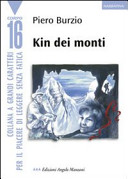 Piero Burzio
Kin dei monti
CORPO
16
COLLANA A GRANDI CARATTERI
PER IL PIACERE DI LEGGERE SENZA FATICA
Edizioni Angolo Manzoni